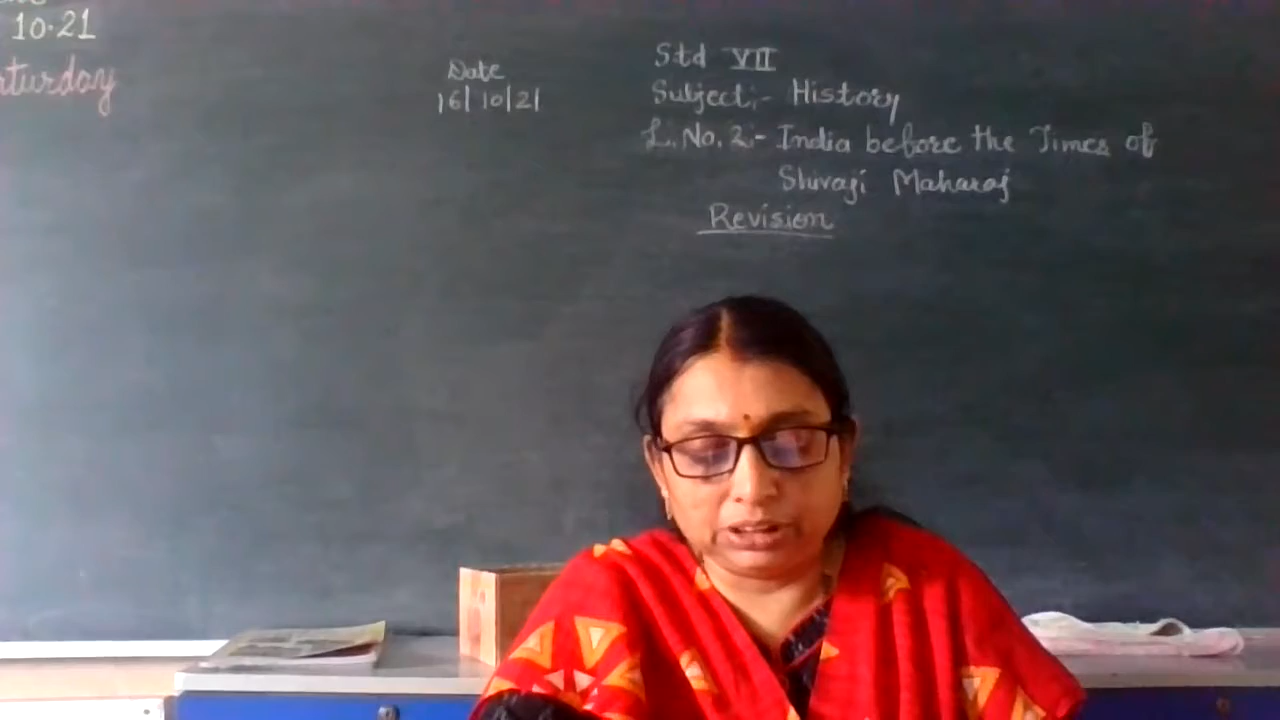 10.21
Date
16/10/21
Std VII
Subject:- History
L. No. 2:- India before the Times of
Shivaji Maharaj
Revision